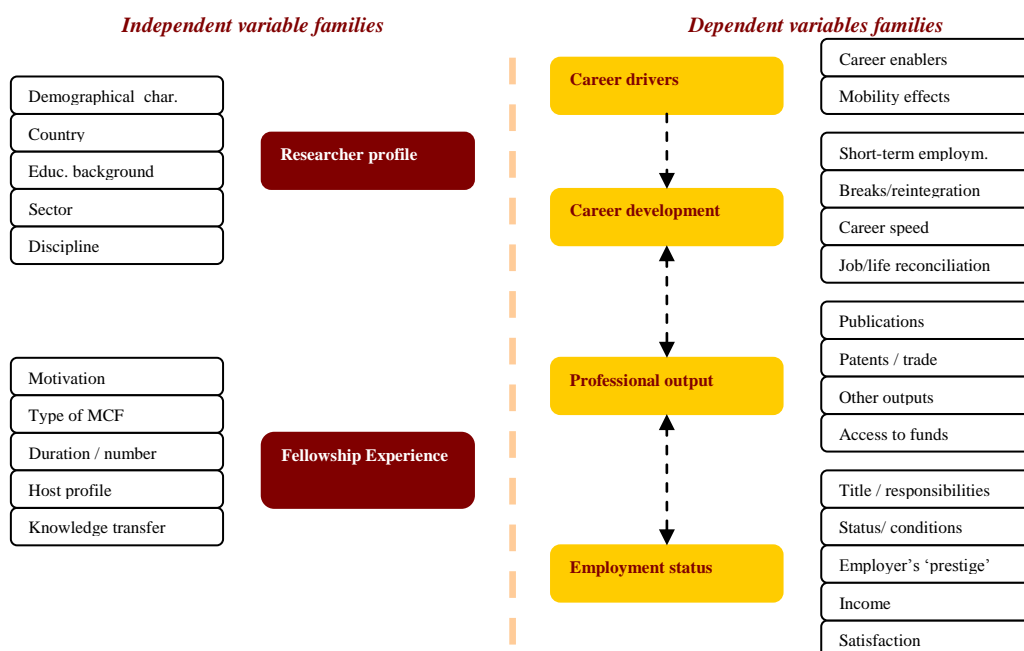 Independent variable families
Dependent variables families
Demographical char.
Country
Educ. background
Sector
Discipline
Researcher profile
Motivation
Type of MCF
Duration / number
Host profile
Knowledge transfer
Fellowship Experience
Career drivers
Career development
Professional output
Employment status
Career enablers
Mobility effects
Short-term employm.
Breaks/reintegration
Career speed
Job/life reconciliation
Publications
Patents / trade
Other outputs
Access to funds
Title / responsibilities
Status/ conditions
Employer's ‘prestige’
Income
Satisfaction